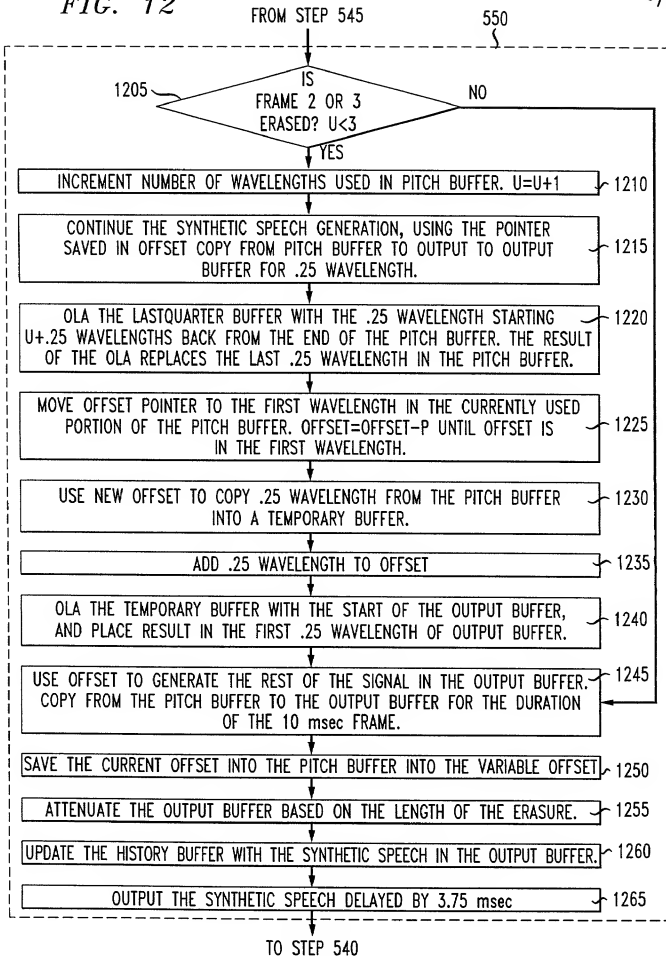 FIG. 12
FROM STEP 545
550
1205
IS
FRAME 2 OR 3
ERASED? U<3
NO
YES
INCREMENT NUMBER OF WAVELENGTHS USED IN PITCH BUFFER. U=U+1
1210
CONTINUE THE SYNTHETIC SPEECH GENERATION, USING THE POINTER
SAVED IN OFFSET COPY FROM PITCH BUFFER TO OUTPUT TO OUTPUT
BUFFER FOR .25 WAVELENGTH.
1215
OLA THE LASTQUARTER BUFFER WITH THE .25 WAVELENGTH STARTING
U+.25 WAVELENGTHS BACK FROM THE END OF THE PITCH BUFFER. THE RESULT
OF THE OLA REPLACES THE LAST .25 WAVELENGTH IN THE PITCH BUFFER.
1220
MOVE OFFSET POINTER TO THE FIRST WAVELENGTH IN THE CURRENTLY USED
PORTION OF THE PITCH BUFFER. OFFSET=OFFSET-P UNTIL OFFSET IS
IN THE FIRST WAVELENGTH.
1225
USE NEW OFFSET TO COPY .25 WAVELENGTH FROM THE PITCH BUFFER
INTO A TEMPORARY BUFFER.
1230
ADD .25 WAVELENGTH TO OFFSET
1235
OLA THE TEMPORARY BUFFER WITH THE START OF THE OUTPUT BUFFER,
AND PLACE RESULT IN THE FIRST .25 WAVELENGTH OF OUTPUT BUFFER.
1240
USE OFFSET TO GENERATE THE REST OF THE SIGNAL IN THE OUTPUT BUFFER.
COPY FROM THE PITCH BUFFER TO THE OUTPUT BUFFER FOR THE DURATION
OF THE 10 msec FRAME.
1245
SAVE THE CURRENT OFFSET INTO THE PITCH BUFFER INTO THE VARIABLE OFFSET
1250
ATTENUATE THE OUTPUT BUFFER BASED ON THE LENGTH OF THE ERASURE.
1255
UPDATE THE HISTORY BUFFER WITH THE SYNTHETIC SPEECH IN THE OUTPUT BUFFER.
1260
OUTPUT THE SYNTHETIC SPEECH DELAYED BY 3.75 msec
1265
TO STEP 540